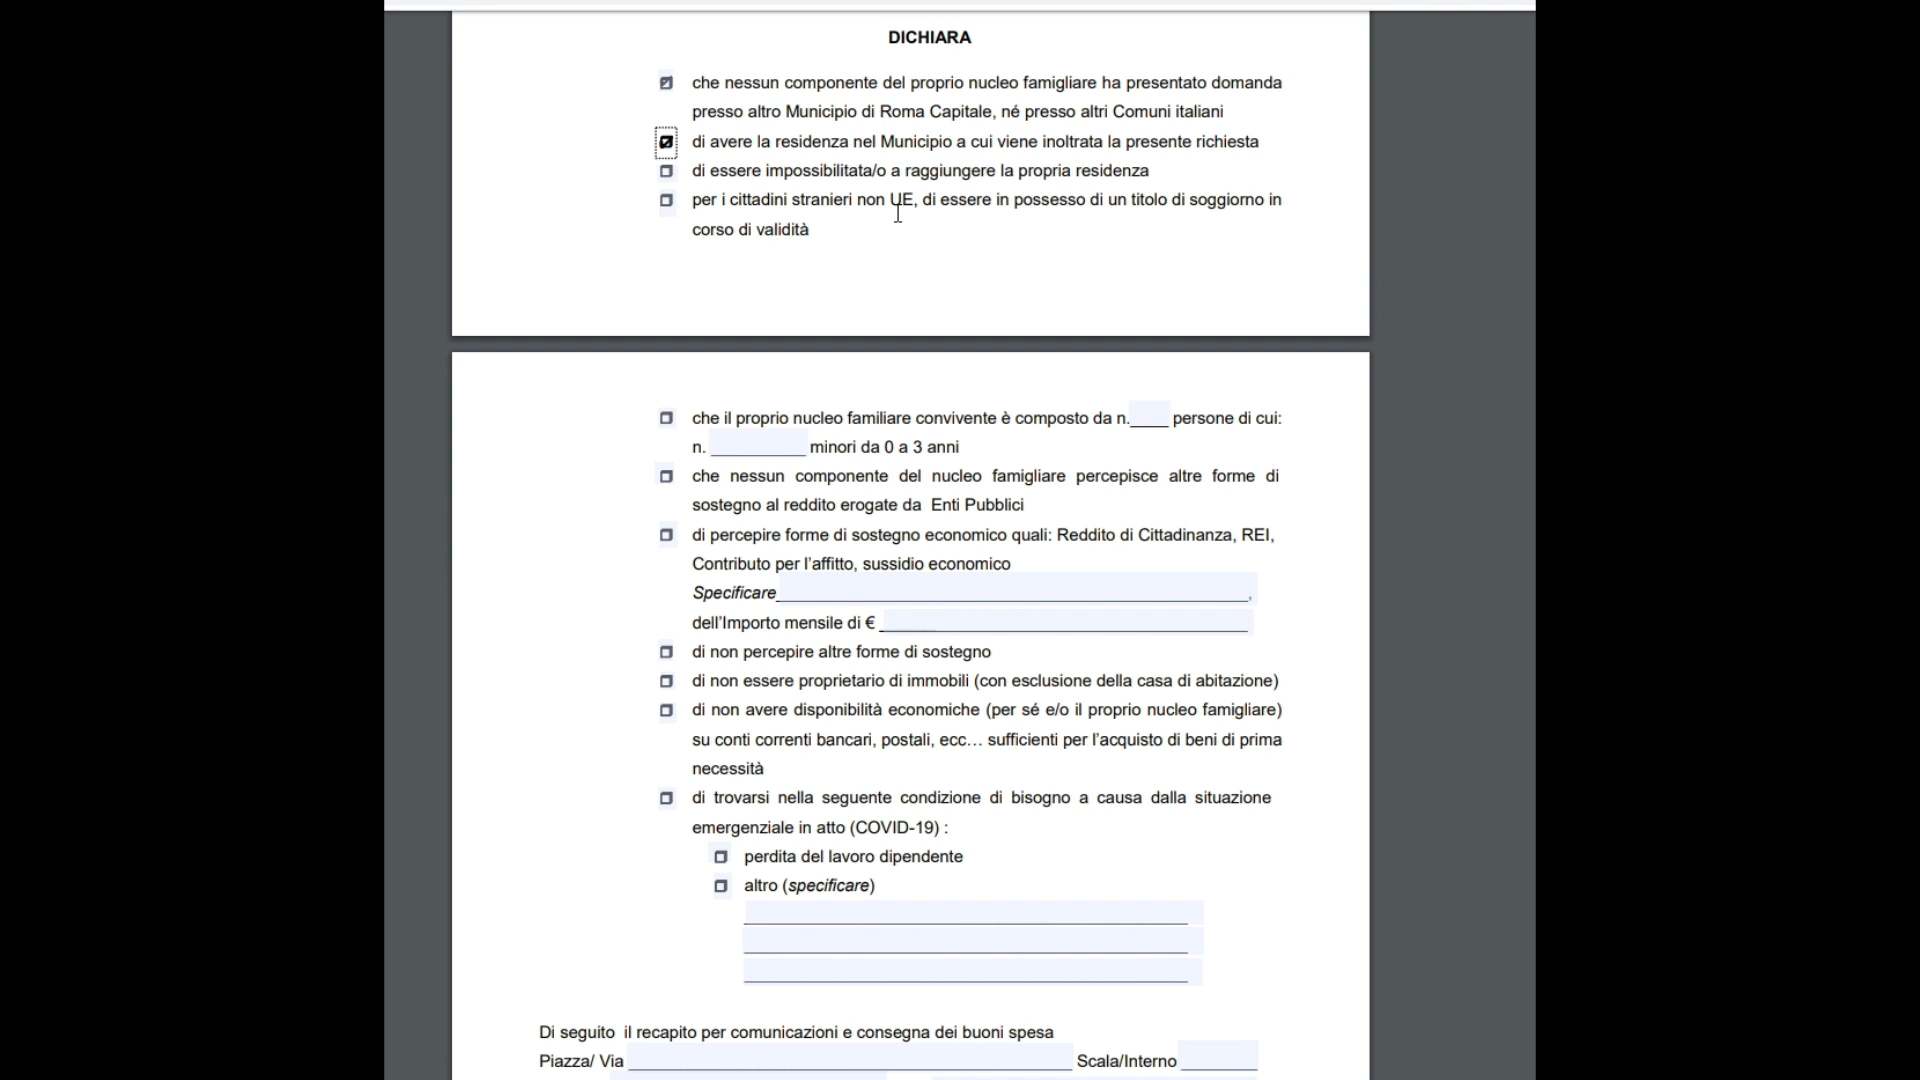 DICHIARA
che nessun componente del proprio nucleo famigliare ha presentato domanda
presso altro Municipio di Roma Capitale, né presso altri Comuni italiani
di avere la residenza nel Municipio a cui viene inoltrata la presente richiesta
di essere impossibilitata/o a raggiungere la propria residenza
per i cittadini stranieri non UE, di essere in possesso di un titolo di soggiorno in
corso di validità
che il proprio nucleo familiare convivente è composto da n.____ persone di cui:
n. __________ minori da 0 a 3 anni
che nessun componente del nucleo famigliare percepisce altre forme di
sostegno al reddito erogate da Enti Pubblici
di percepire forme di sostegno economico quali: Reddito di Cittadinanza, REI,
Contributo per l'affitto, sussidio economico
Specificare__________________________________________________,
dell'Importo mensile di € _______________________________________
di non percepire altre forme di sostegno
di non essere proprietario di immobili (con esclusione della casa di abitazione)
di non avere disponibilità economiche (per sé e/o il proprio nucleo famigliare)
su conti correnti bancari, postali, ecc… sufficienti per l'acquisto di beni di prima
necessità
di trovarsi nella seguente condizione di bisogno a causa dalla situazione
emergenziale in atto (COVID-19) :
perdita del lavoro dipendente
altro (specificare)
_______________________________________________
_______________________________________________
_______________________________________________
Di seguito il recapito per comunicazioni e consegna dei buoni spesa
Piazza/ Via _______________________________________________ Scala/Interno ________